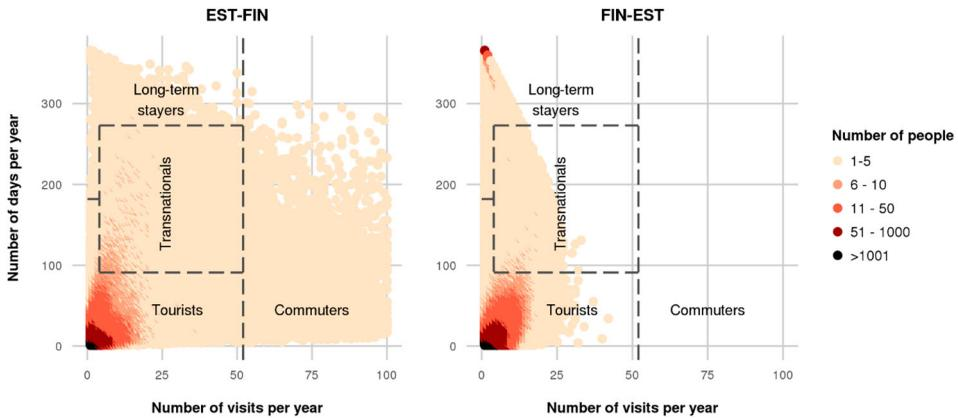 EST-FIN
FIN-EST
Number of days per year
300
200
100
0
Long-term
stayers
Transnationals
Tourists
Commuters
0
25
50
75
100
Number of visits per year
300
200
100
0
Long-term
stayers
Transnationals
Tourists
Commuters
0
25
50
75
100
Number of visits per year
Number of people
1-5
6 - 10
11 - 50
51 - 1000
>1001